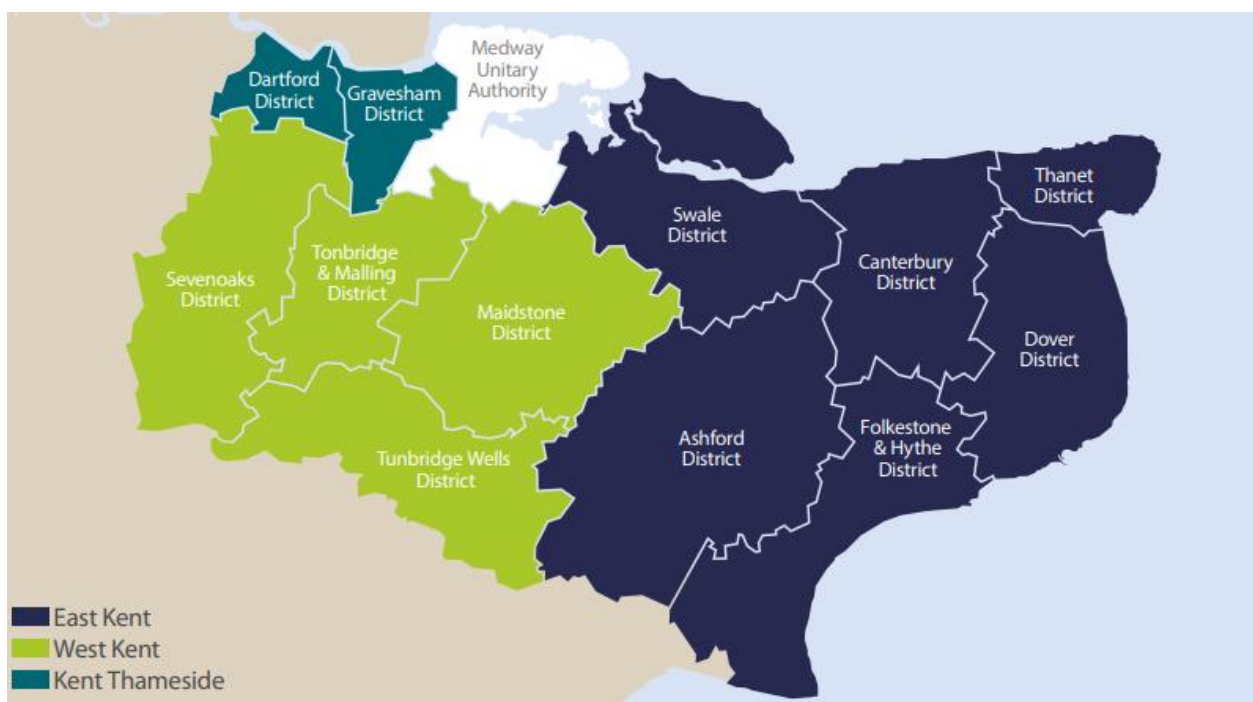 Medway
Unitary
Authority
Dartford
District
Gravesham
District
Thanet
District
Swale
District
Canterbury
District
Tonbridge
& Malling
District
Sevenoaks
District
Maidstone
District
Dover
District
Folkestone
& Hythe
District
Ashford
District
Tunbridge Wells
District
East Kent
West Kent
Kent Thameside